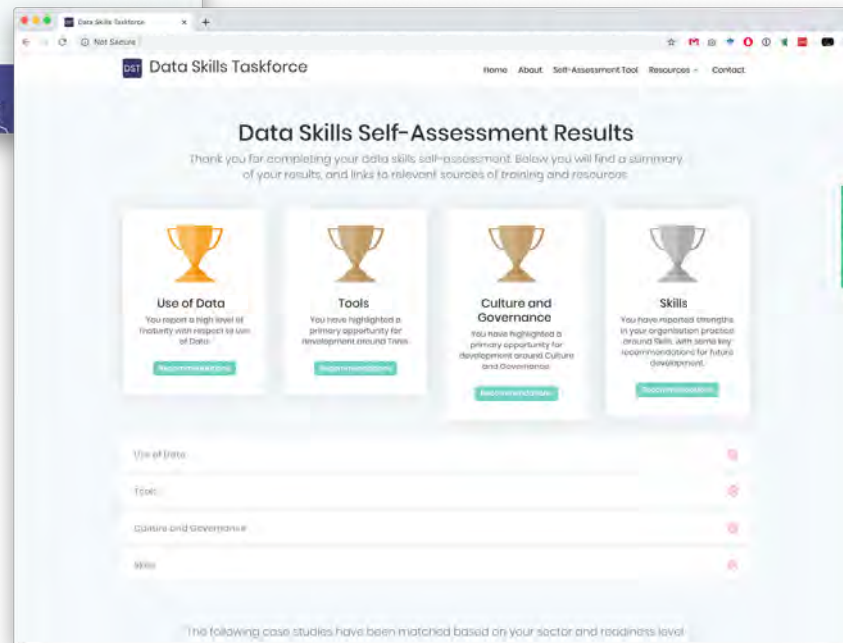 Data Skills Taskforce
Not Secure
DST Data Skills Taskforce
Home About Self-Assessment Tool Resources Contact
Data Skills Self-Assessment Results
Thank you for completing your data skills self-assessment. Below you will find a summary
of your results, and links to relevant sources of training and resources
Use of Data
You report a high level of
maturity with respect to Use
of Data.
Recommendations
Tools
You have highlighted a
primary opportunity for
development around Tools
Recommendations
Culture and
Governance
You have highlighted a
primary opportunity for
development around Culture
and Governance
Recommendations
Skills
You have reported strengths
in your organisation practice
around Skills, with some key
recommendations for future
development.
Recommendations
Use of Data
Tools
Culture and Governance
Skills
The following case studies have been matched based on your sector and readiness level